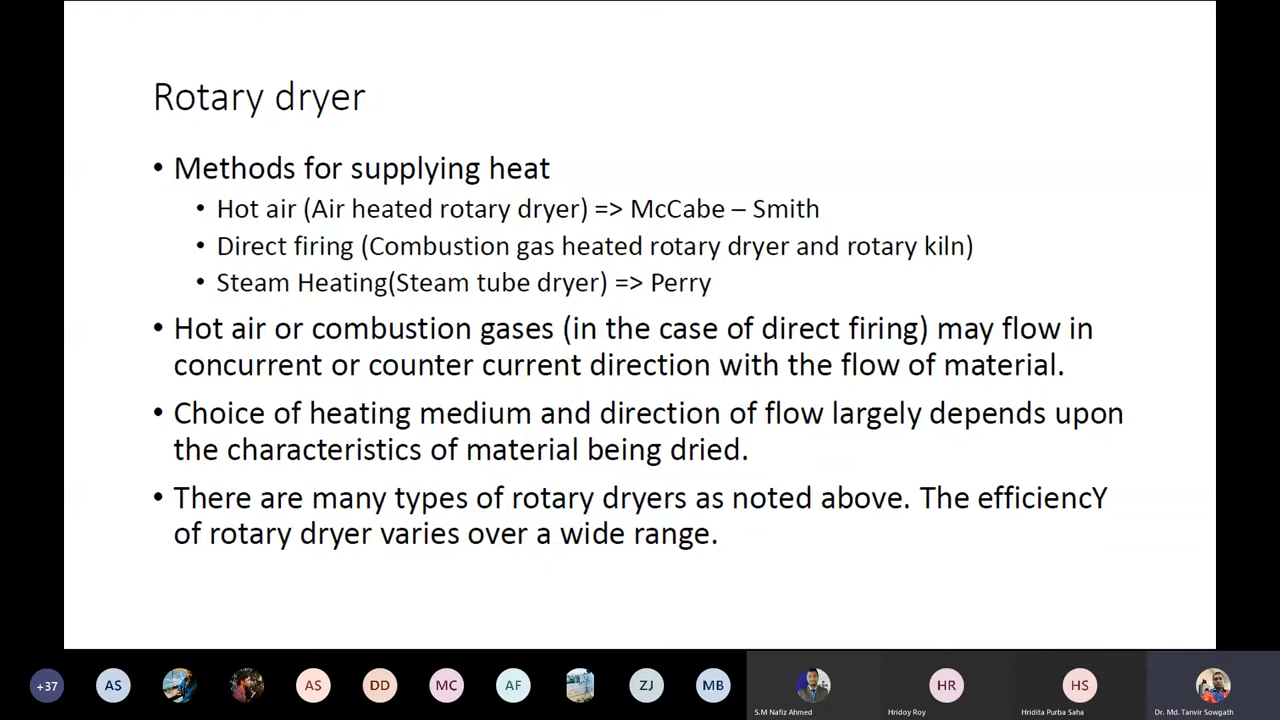 Rotary dryer
• Methods for supplying heat
• Hot air (Air heated rotary dryer) => McCabe – Smith
• Direct firing (Combustion gas heated rotary dryer and rotary kiln)
• Steam Heating(Steam tube dryer) => Perry
• Hot air or combustion gases (in the case of direct firing) may flow in
concurrent or counter current direction with the flow of material.
• Choice of heating medium and direction of flow largely depends upon
the characteristics of material being dried.
• There are many types of rotary dryers as noted above. The efficiencY
of rotary dryer varies over a wide range.
+37 AS AS DD MC AF ZJ MB HR HS
S.M Nafiz Ahmed Hridoy Roy Hridita Purba Saha Dr. Md. Tanvir Sowgath